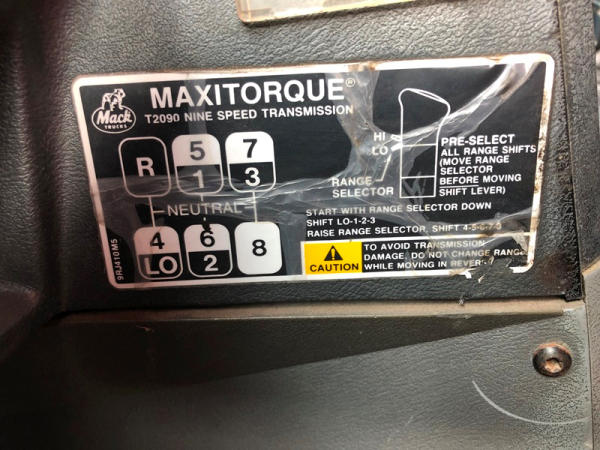 Mack
TRUCKS
MAXITORQUE®
T2090 NINE SPEED TRANSMISSION
R 5 7
1 3
NEUTRAL
4 6 8
LO 2
HI
LO
RANGE
SELECTOR
PRE-SELECT
ALL RANGE SHIFTS
(MOVE RANGE
SELECTOR
BEFORE MOVING
SHIFT LEVER)
START WITH RANGE SELECTOR DOWN
SHIFT LO-1-2-3
RAISE RANGE SELECTOR, SHIFT 4-5-6-7-8
CAUTION
TO AVOID TRANSMISSION
DAMAGE, DO NOT CHANGE RANGE
WHILE MOVING IN REVERSE
9RJ410M5